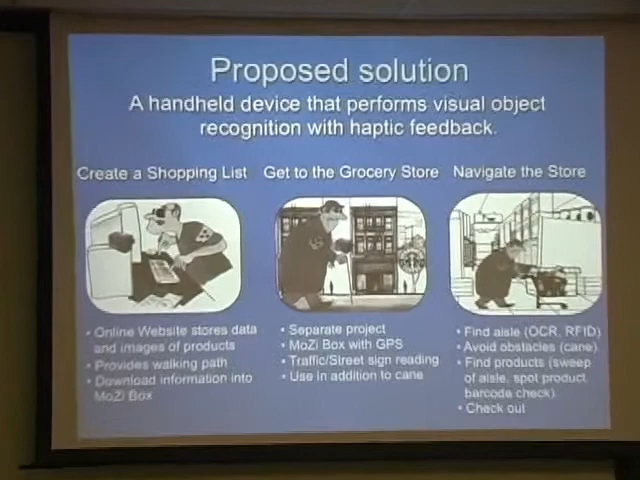 Proposed solution
A handheld device that performs visual object
recognition with haptic feedback.
Create a Shopping List
Get to the Grocery Store
Navigate the Store
• Online Website stores data
and images of products
• Provides walking path
• Download information into
MoZi Box
• Separate project
• MoZi Box with GPS
• Traffic/Street sign reading
• Use in addition to cane
• Find aisle (OCR, RFID)
• Avoid obstacles (cane)
• Find products (sweep
of aisle, spot product,
barcode check)
• Check out